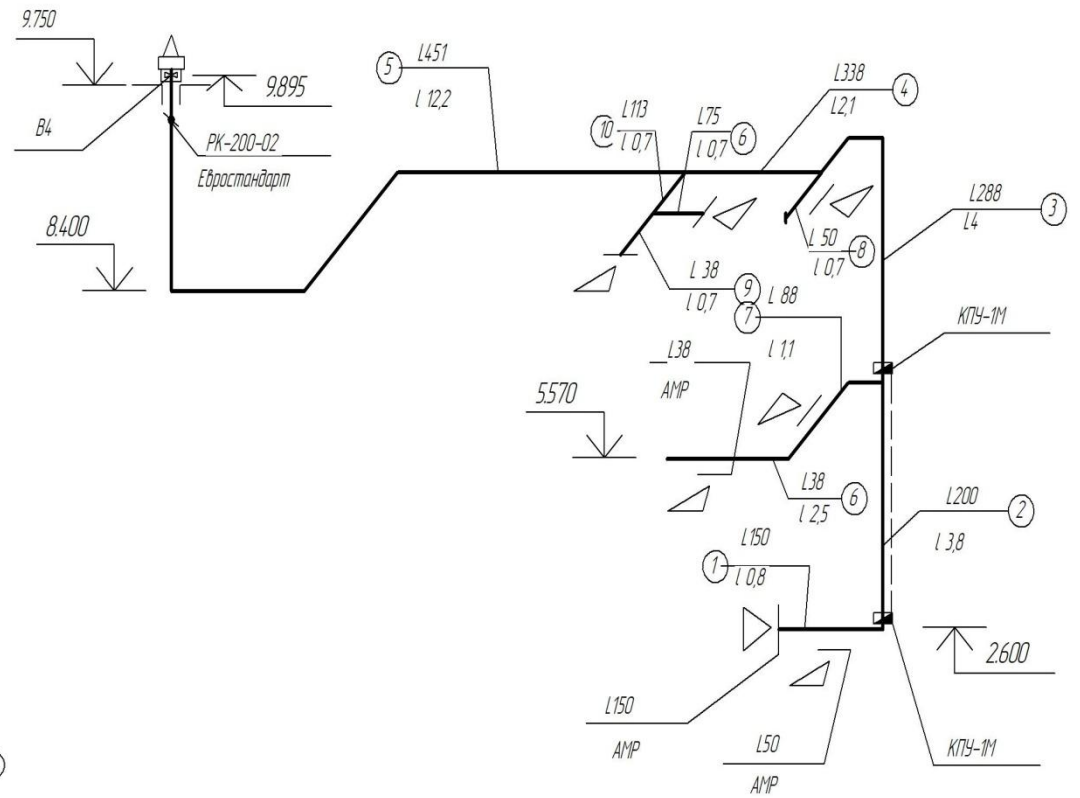 9.750
9.895
В4
РК-200-02
Евростандарт
8.400
5 L451
l 12,2
10 L113
l 0,7
L75 6
l 0,7
L338 4
L2,1
L288 3
L4
L 50 8
l 0,7
L 38 9
l 0,7
L 88
7
l 1,1
КПУ-1М
L38
АМР
5.570
L38 6
l 2,5
L200 2
l 3,8
L150
1 l 0,8
2.600
L150
АМР
L50
АМР
КПУ-1М